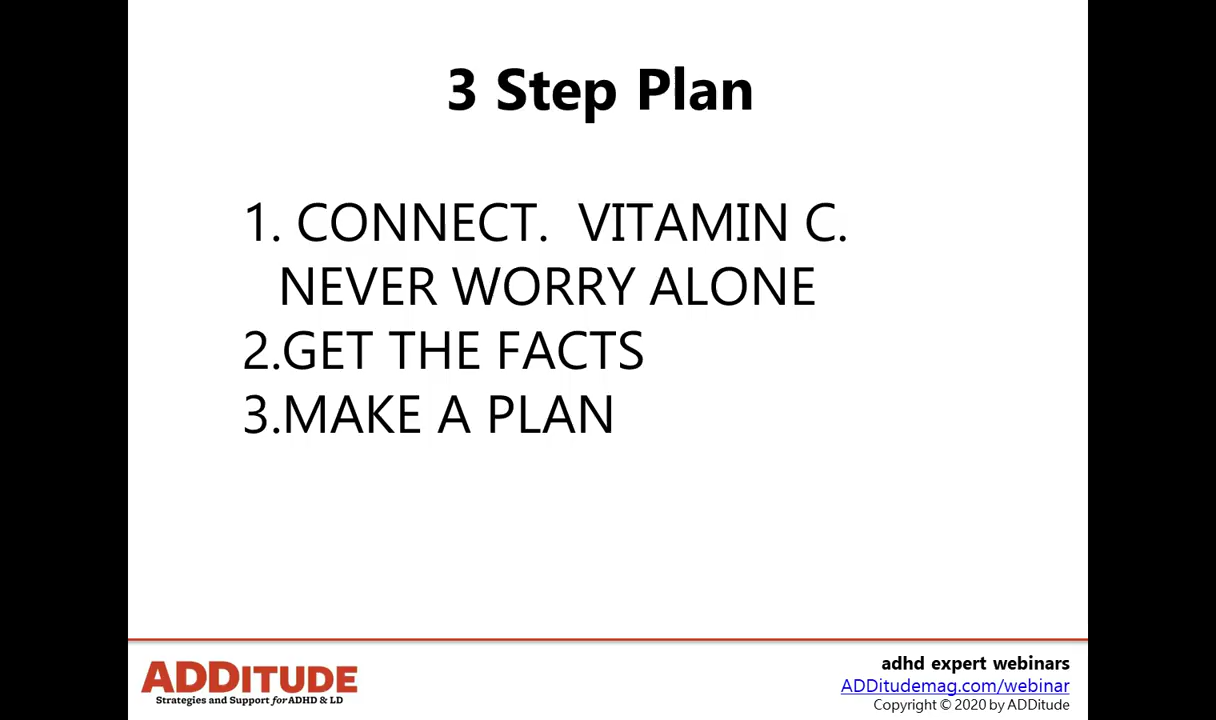 3 Step Plan
1. CONNECT.  VITAMIN C.
NEVER WORRY ALONE
2.GET THE FACTS
3.MAKE A PLAN
ADDITUDE
Strategies and Support for ADHD & LD
adhd expert webinars
ADDitudemag.com/webinar
Copyright © 2020 by ADDitude